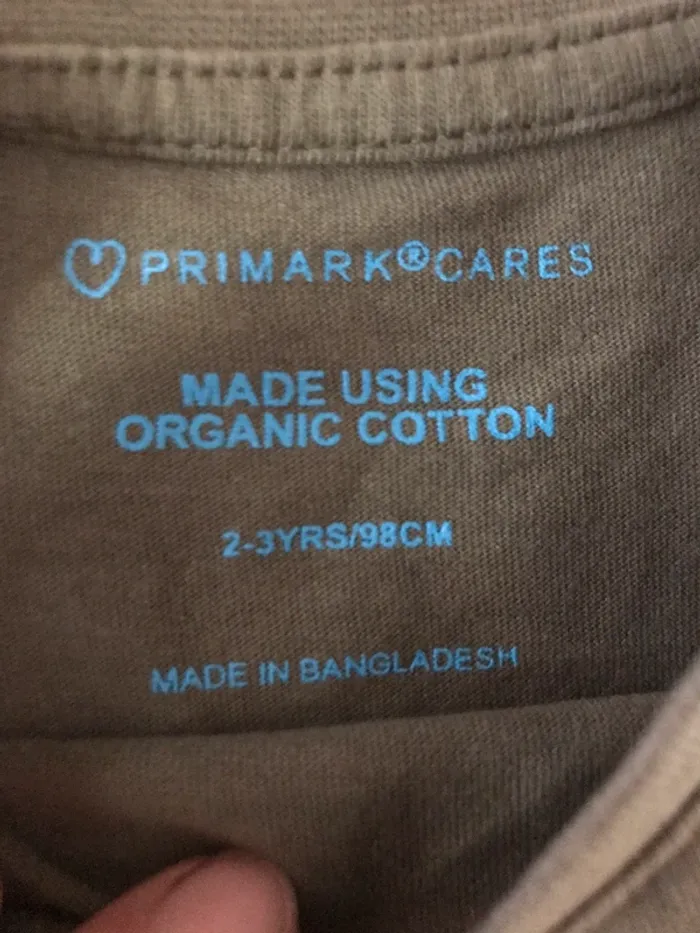 PRIMARK®CARES
MADE USING
ORGANIC COTTON
2-3YRS/98CM
MADE IN BANGLADESH